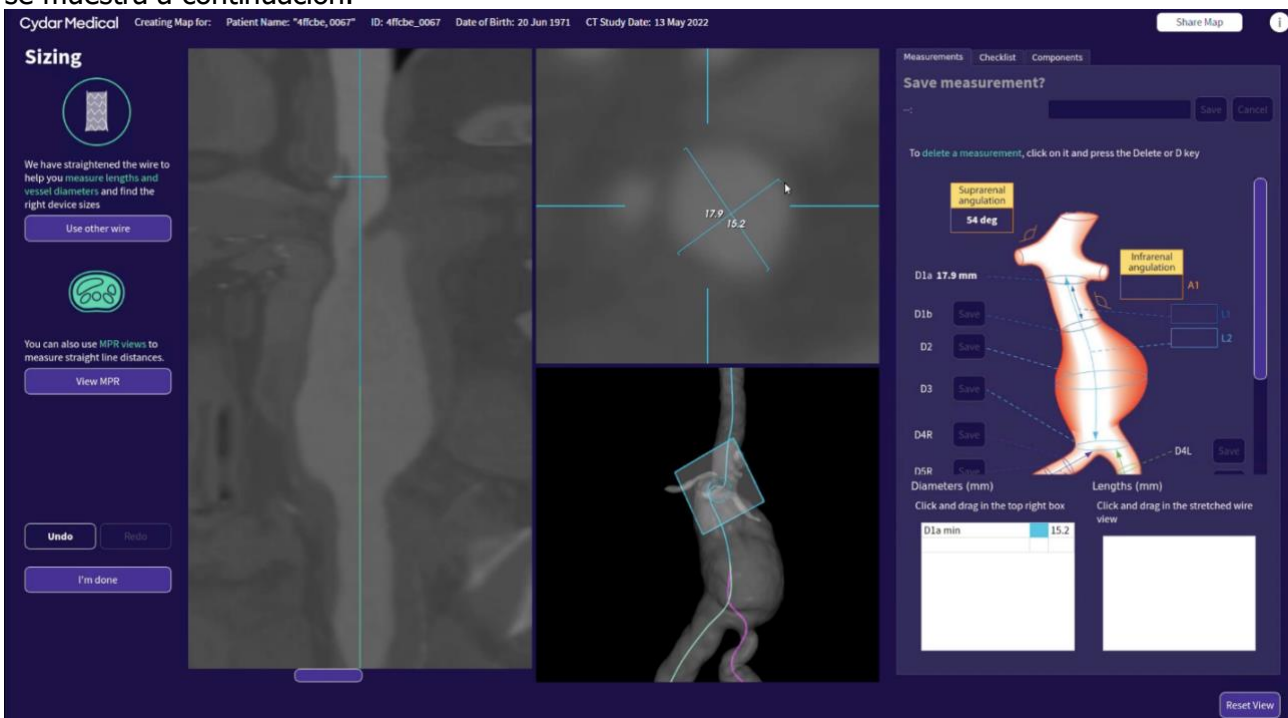 se muestra a continuación.
Cydar Medical Creating Map for: Patient Name: "4ffcbe, 0067" ID: 4ffcbe_0067 Date of Birth: 20 Jun 1971 CT Study Date: 13 May 2022 Share Map i
Sizing
We have straightened the wire to
help you measure lengths and
vessel diameters and find the
right device sizes
Use other wire
You can also use MPR views to
measure straight line distances.
View MPR
Undo Redo
I'm done
17.9
15.2
Measurements Checklist Components
Save measurement?
--: Save Cancel
To delete a measurement, click on it and press the Delete or D key
Suprarenal
angulation
54 deg
Infrarenal
angulation
A1
D1a 17.9 mm
D1b Save
L1
D2 Save
L2
D3 Save
D4R Save
D4L Save
D5R Save
Diameters (mm)
Click and drag in the top right box
D1a min 15.2
Lengths (mm)
Click and drag in the stretched wire
view
Reset View